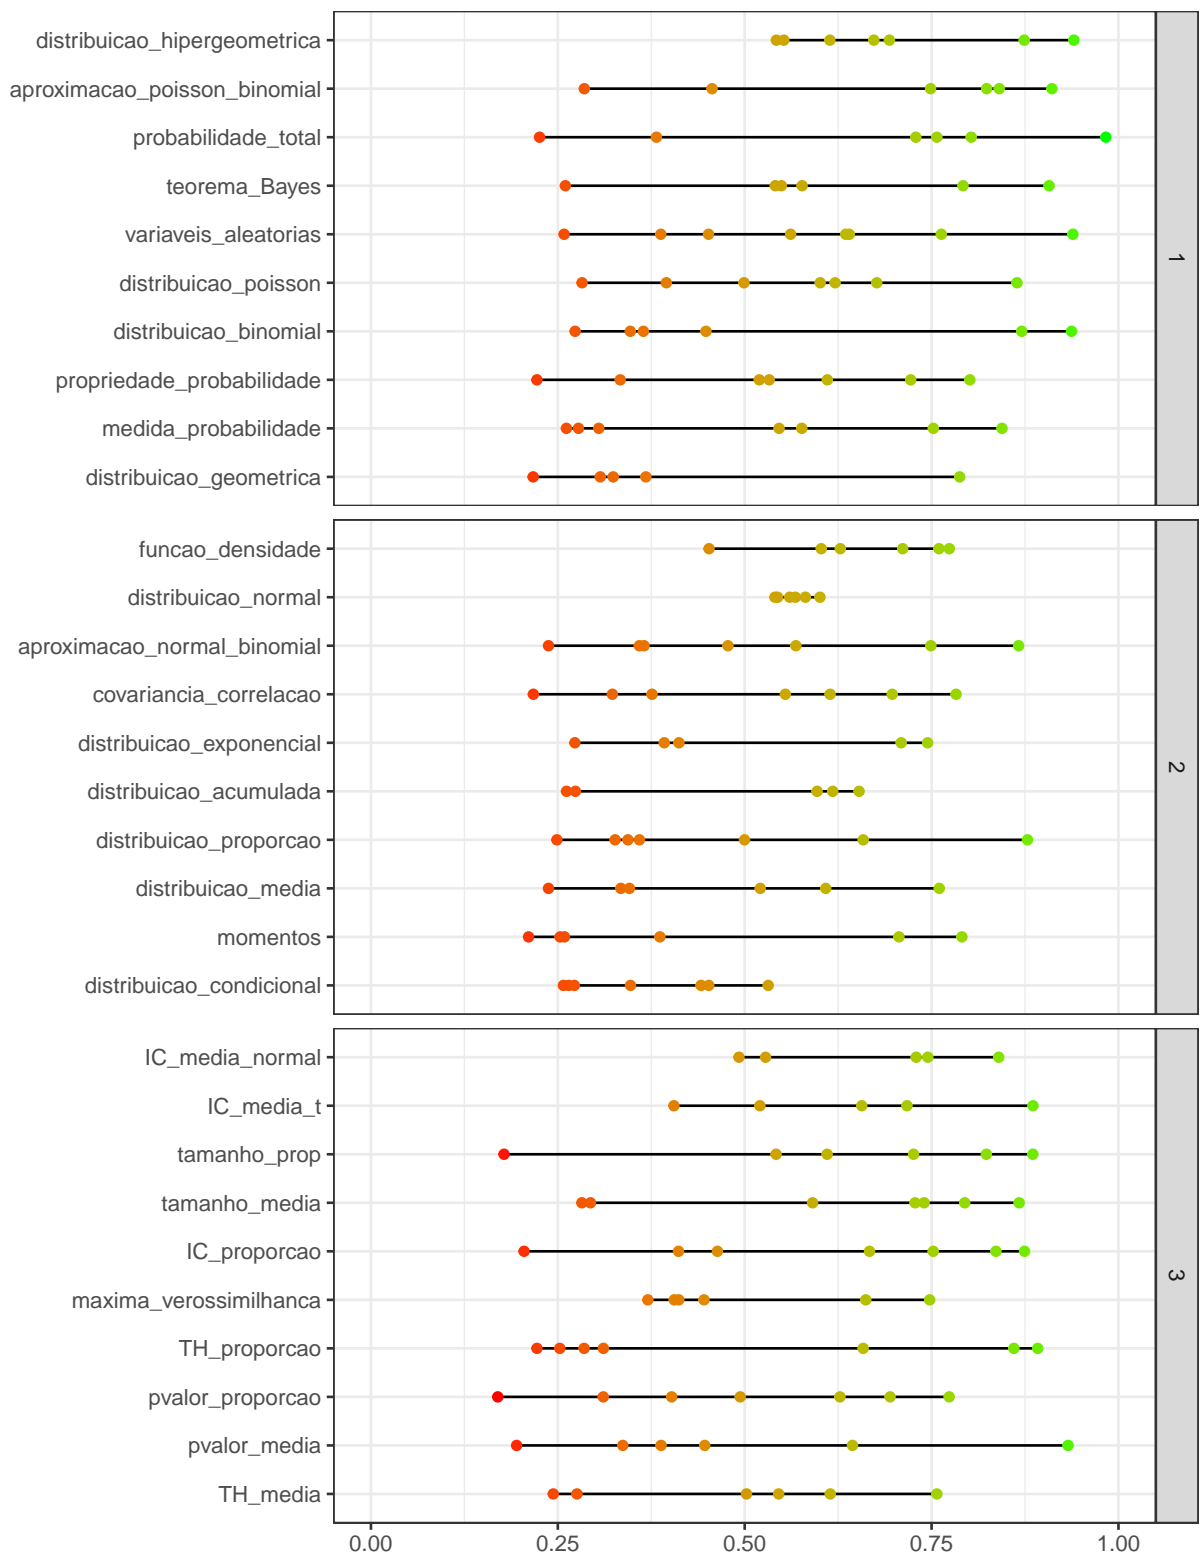 distribuicao_hipergeometrica
aproximacao_poisson_binomial
probabilidade_total
teorema_Bayes
variaveis_aleatorias
distribuicao_poisson
distribuicao_binomial
propriedade_probabilidade
medida_probabilidade
distribuicao_geometrica
1
funcao_densidade
distribuicao_normal
aproximacao_normal_binomial
covariancia_correlacao
distribuicao_exponencial
distribuicao_acumulada
distribuicao_proporcao
distribuicao_media
momentos
distribuicao_condicional
2
IC_media_normal
IC_media_t
tamanho_prop
tamanho_media
IC_proporcao
maxima_verossimilhanca
TH_proporcao
pvalor_proporcao
pvalor_media
TH_media
3
0.00 0.25 0.50 0.75 1.00